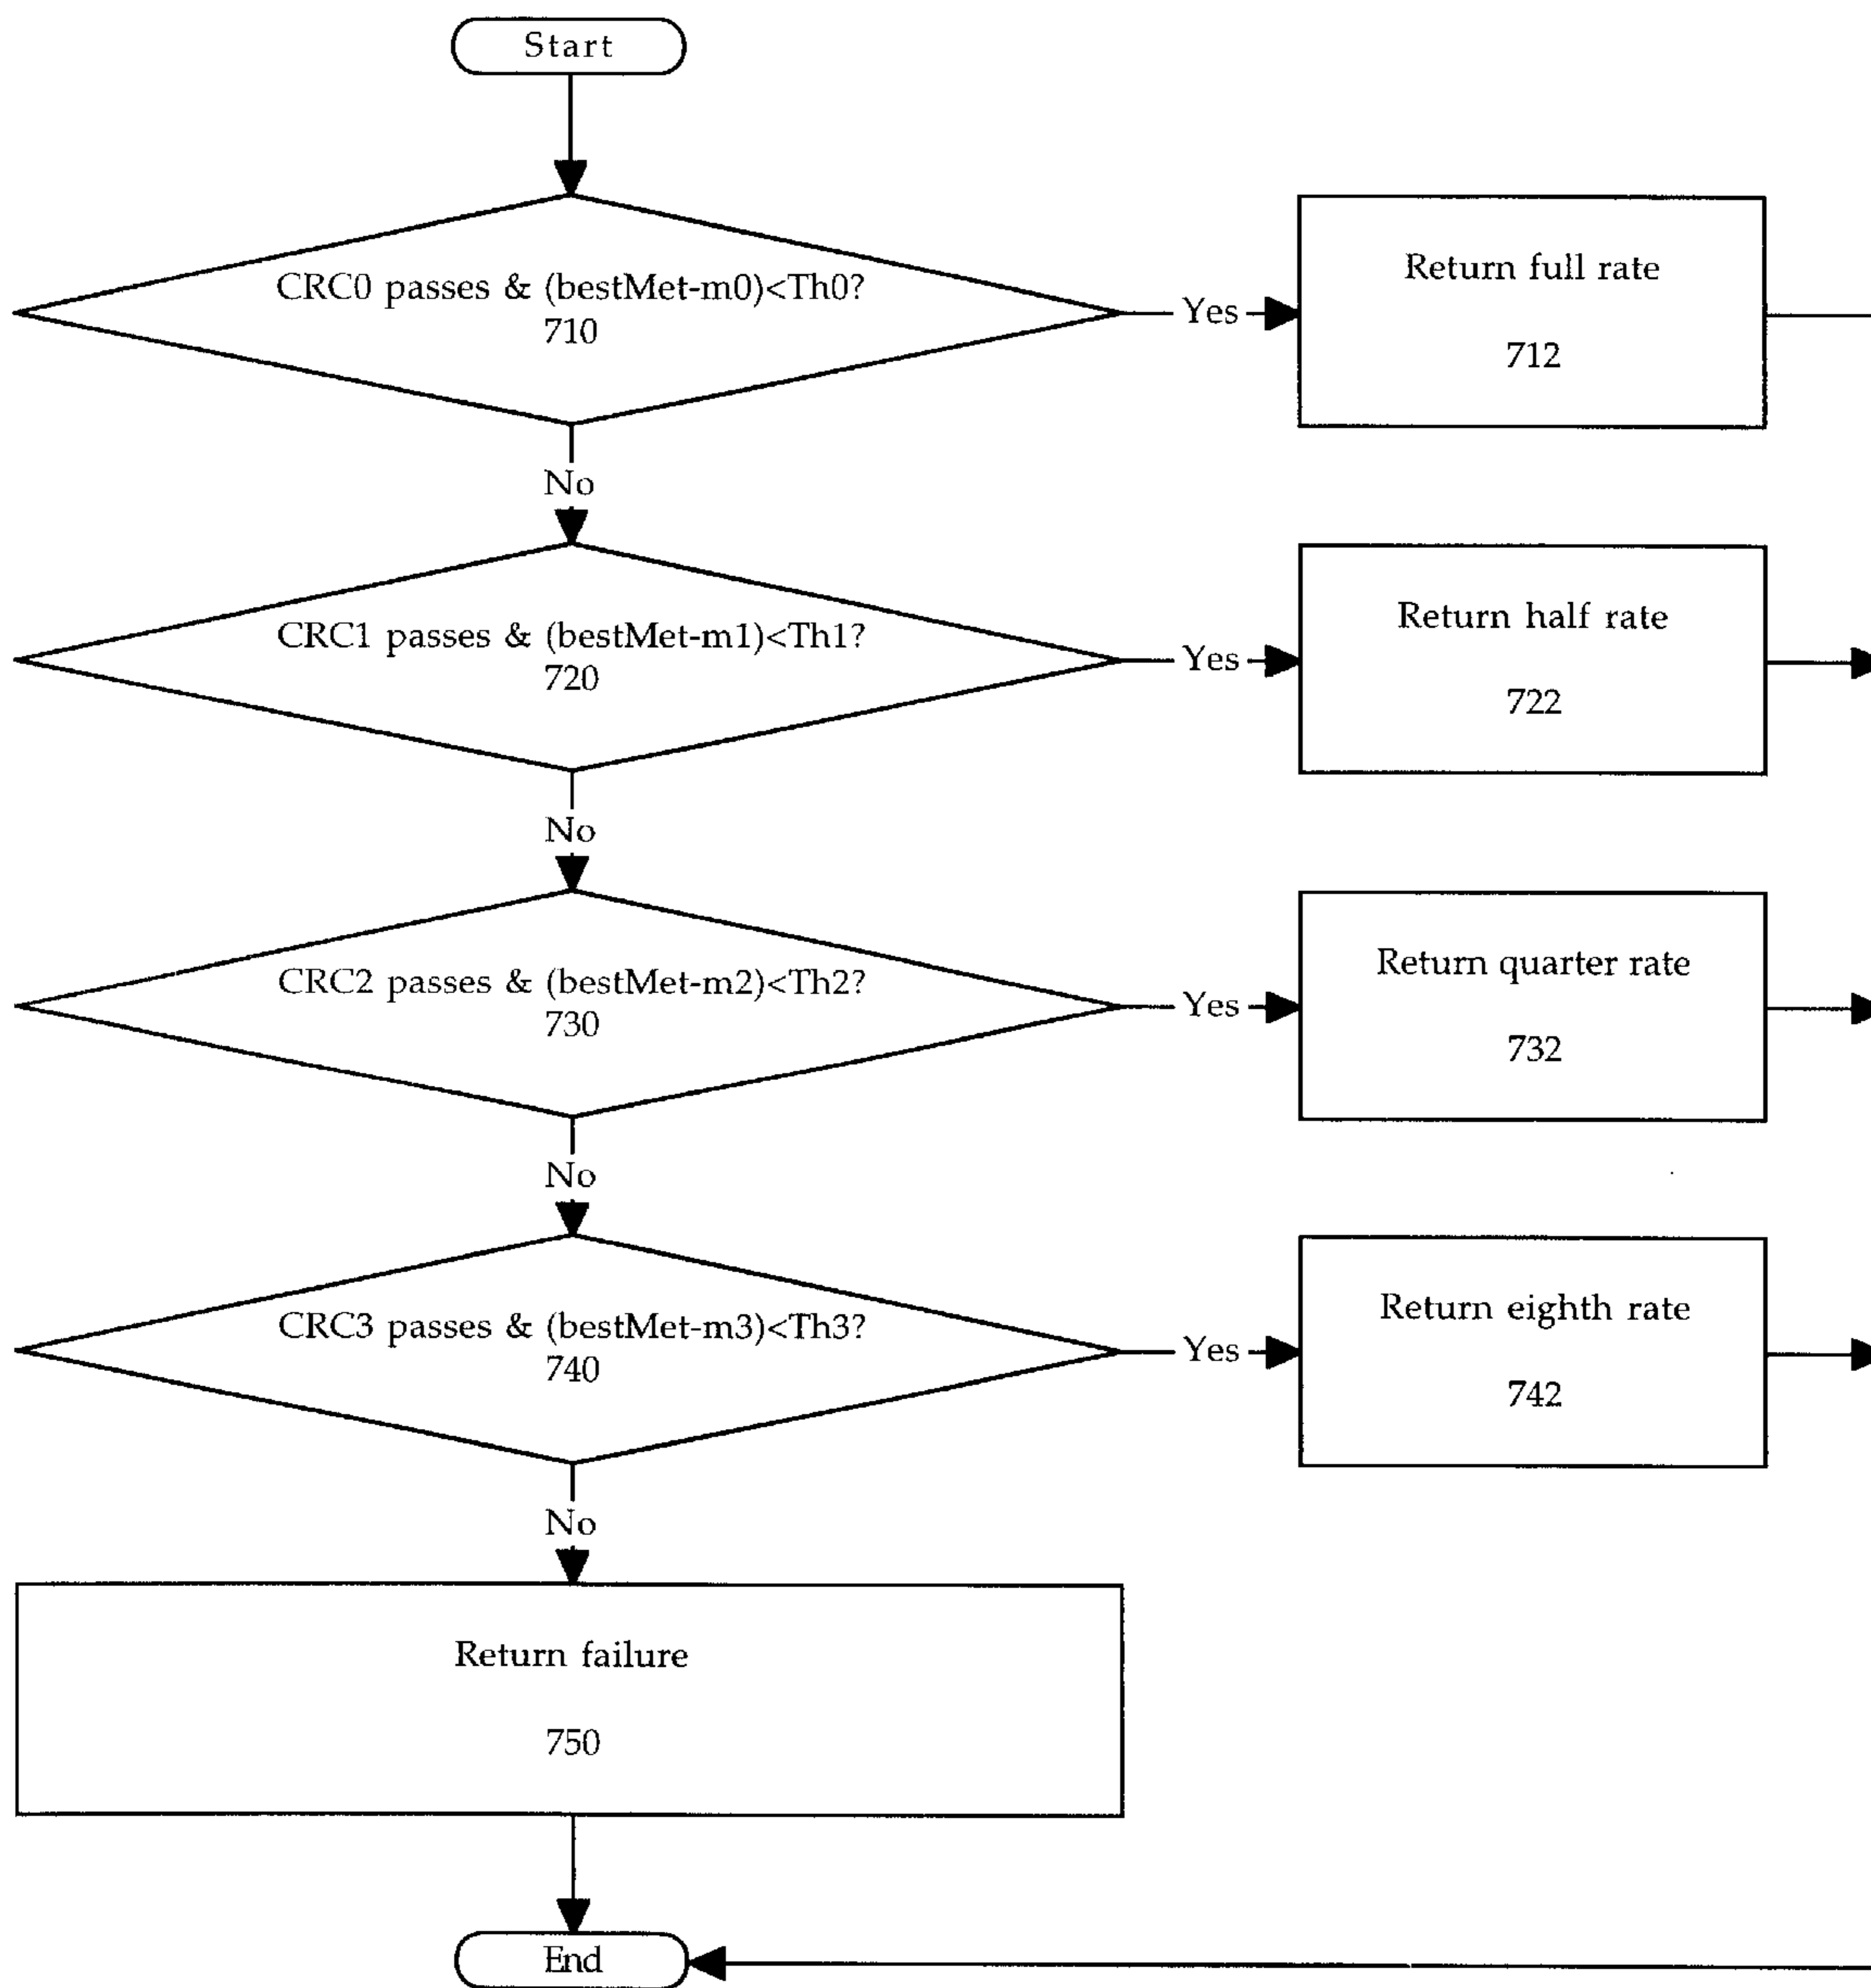 Start
CRC0 passes & (bestMet-m0)<Th0?
710
Yes
Return full rate
712
No
CRC1 passes & (bestMet-m1)<Th1?
720
Yes
Return half rate
722
No
CRC2 passes & (bestMet-m2)<Th2?
730
Yes
Return quarter rate
732
No
CRC3 passes & (bestMet-m3)<Th3?
740
Yes
Return eighth rate
742
No
Return failure
750
End